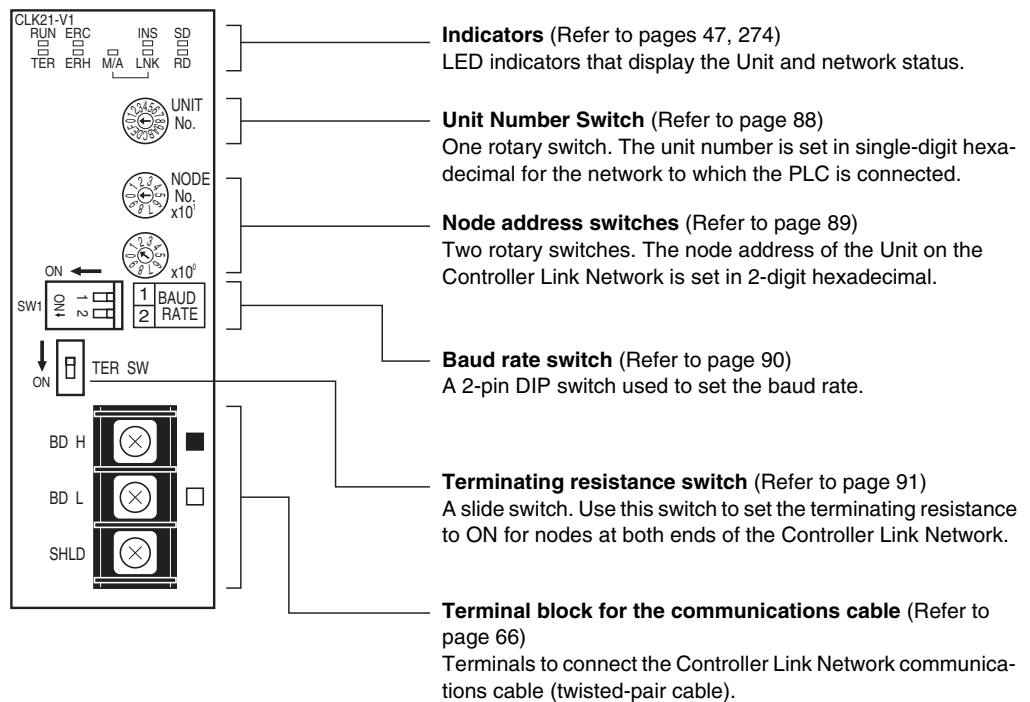 CLK21-V1
RUN ERC INS SD
TER ERH M/A LNK RD
UNIT
No.
NODE
No.
x10¹
x10⁰
ON
SW1
ON
1
2
1 BAUD
2 RATE
ON
TER SW
BD H
BD L
SHLD
Indicators (Refer to pages 47, 274)
LED indicators that display the Unit and network status.
Unit Number Switch (Refer to page 88)
One rotary switch. The unit number is set in single-digit hexa-
decimal for the network to which the PLC is connected.
Node address switches (Refer to page 89)
Two rotary switches. The node address of the Unit on the
Controller Link Network is set in 2-digit hexadecimal.
Baud rate switch (Refer to page 90)
A 2-pin DIP switch used to set the baud rate.
Terminating resistance switch (Refer to page 91)
A slide switch. Use this switch to set the terminating resistance
to ON for nodes at both ends of the Controller Link Network.
Terminal block for the communications cable (Refer to
page 66)
Terminals to connect the Controller Link Network communica-
tions cable (twisted-pair cable).